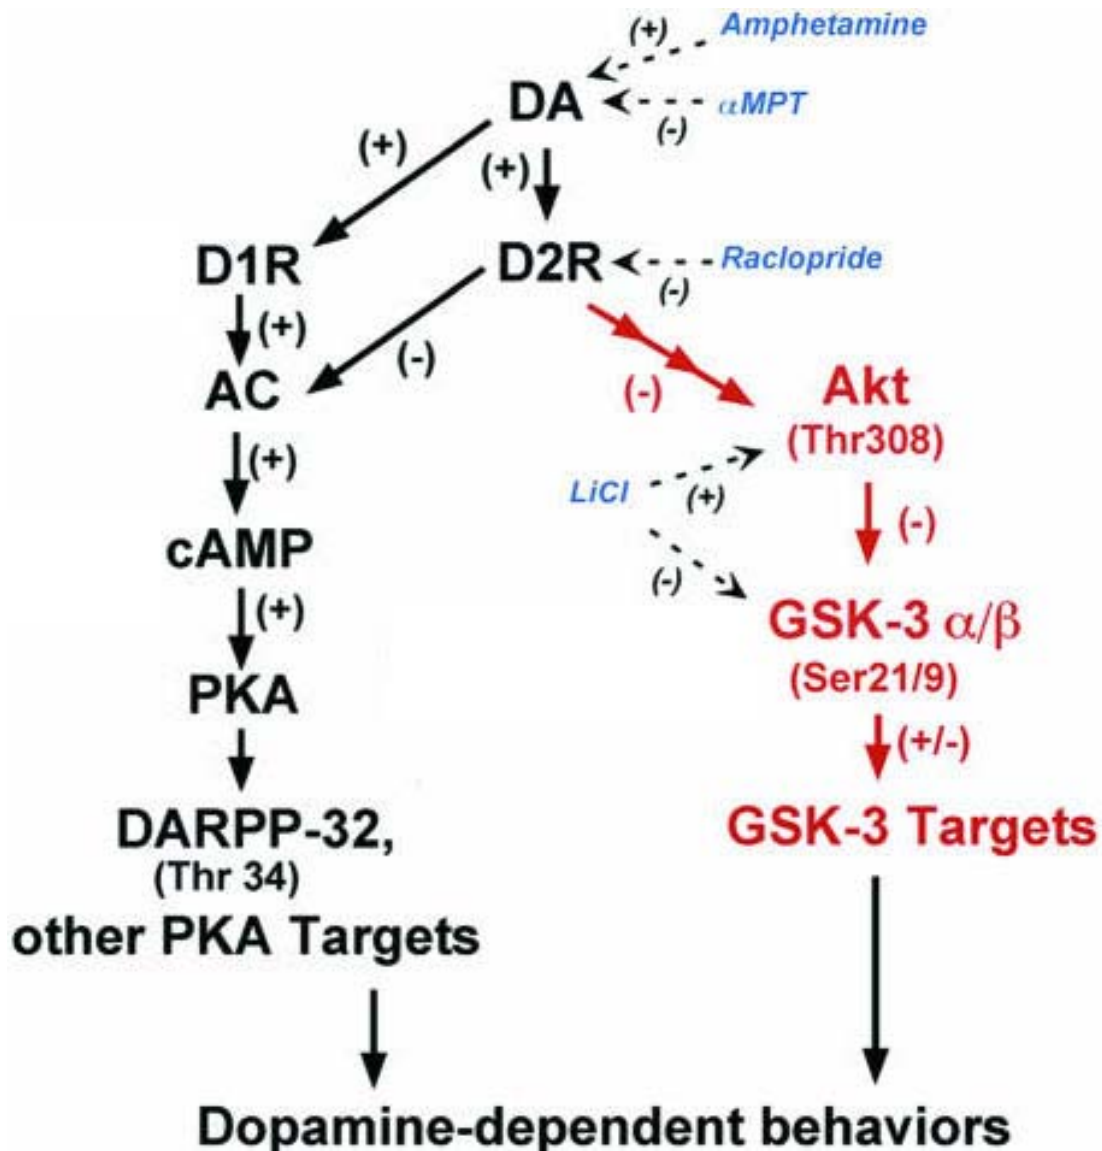 (+) Amphetamine
DA
αMPT
(-)
(+)
(+)
D1R
D2R
Raclopride
(-)
(+)
(-)
AC
(-)
Akt
(Thr308)
(+)
LiCl
(+)
(-)
cAMP
(-)
(+)
GSK-3 α/β
(Ser21/9)
PKA
(+/-)
DARPP-32,
(Thr 34)
GSK-3 Targets
other PKA Targets
Dopamine-dependent behaviors